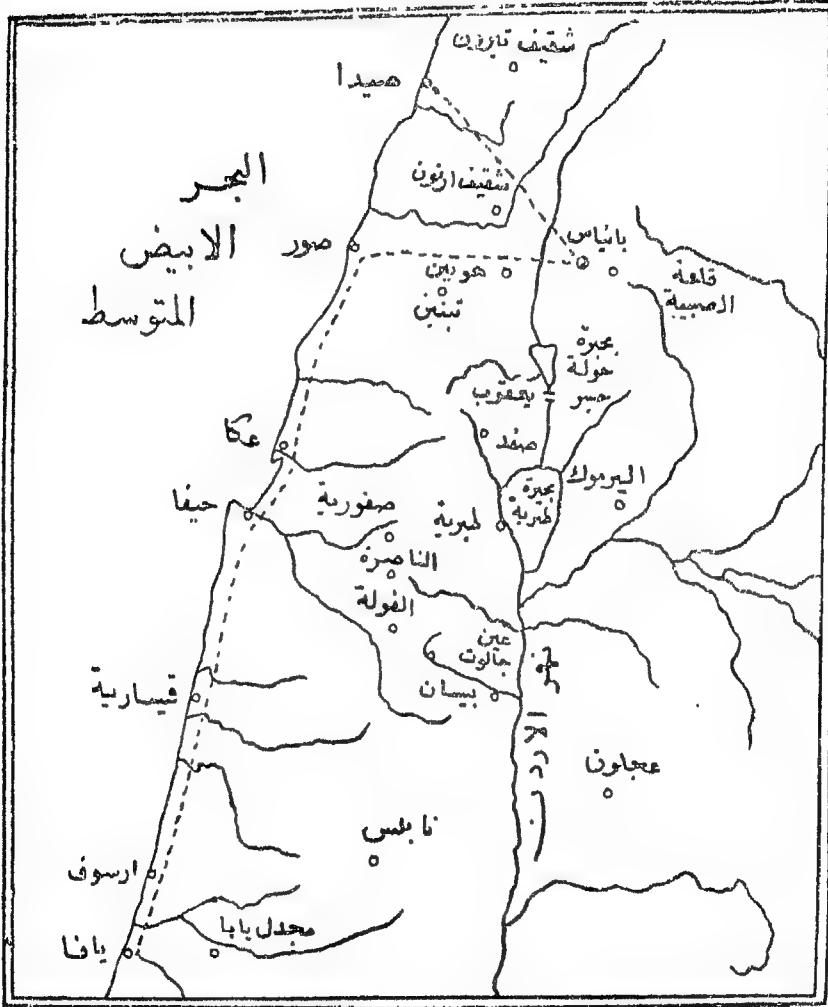 شقيف تيرون
صيدا
البحر
الابيض
المتوسط
شقيف ارنون
صور
بانياس
هونين
تبنين
قلعة
الصبيبة
بحيرة
حولة
جسر
يعقوب
عكا
صفد
حيفا
صفورية
طبرية
بحيرة
طبرية
اليرموك
الناصرة
الفولة
عين
جالوت
بيسان
نهر
الاردن
قيسارية
عجلون
نابلس
ارسوف
مجدل يابا
يافا